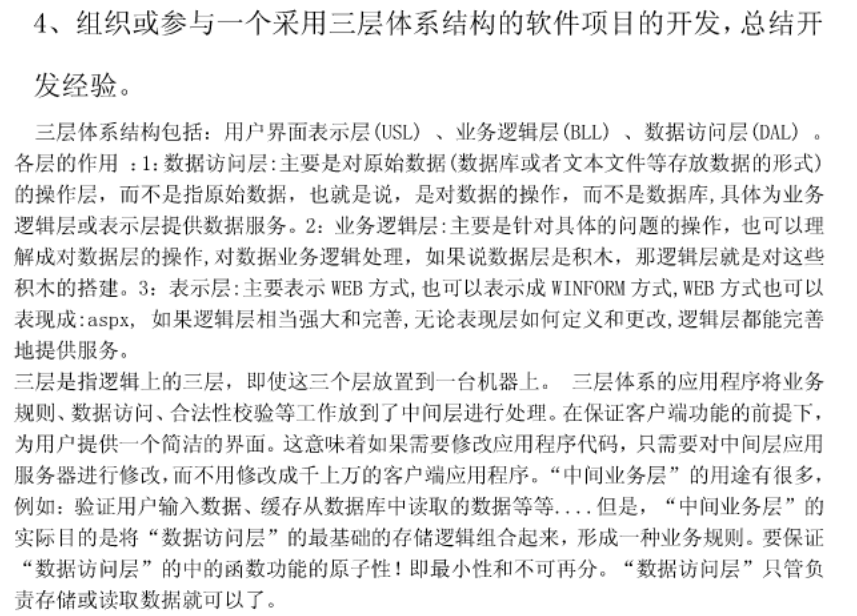 4、组织或参与一个采用三层体系结构的软件项目的开发，总结开
发经验。
三层体系结构包括：用户界面表示层(USL) 、业务逻辑层(BLL) 、数据访问层(DAL) 。
各层的作用 ：1：数据访问层:主要是对原始数据(数据库或者文本文件等存放数据的形式)
的操作层，而不是指原始数据，也就是说，是对数据的操作，而不是数据库,具体为业务
逻辑层或表示层提供数据服务。2：业务逻辑层:主要是针对具体的问题的操作，也可以理
解成对数据层的操作,对数据业务逻辑处理，如果说数据层是积木，那逻辑层就是对这些
积木的搭建。3：表示层:主要表示 WEB 方式,也可以表示成 WINFORM 方式,WEB 方式也可以
表现成:aspx, 如果逻辑层相当强大和完善,无论表现层如何定义和更改,逻辑层都能完善
地提供服务。
三层是指逻辑上的三层，即使这三个层放置到一台机器上。 三层体系的应用程序将业务
规则、数据访问、合法性校验等工作放到了中间层进行处理。在保证客户端功能的前提下，
为用户提供一个简洁的界面。这意味着如果需要修改应用程序代码，只需要对中间层应用
服务器进行修改,而不用修改成千上万的客户端应用程序。“中间业务层”的用途有很多，
例如：验证用户输入数据、缓存从数据库中读取的数据等等....但是，“中间业务层”的
实际目的是将“数据访问层”的最基础的存储逻辑组合起来，形成一种业务规则。要保证
“数据访问层”的中的函数功能的原子性！即最小性和不可再分。“数据访问层”只管负
责存储或读取数据就可以了。